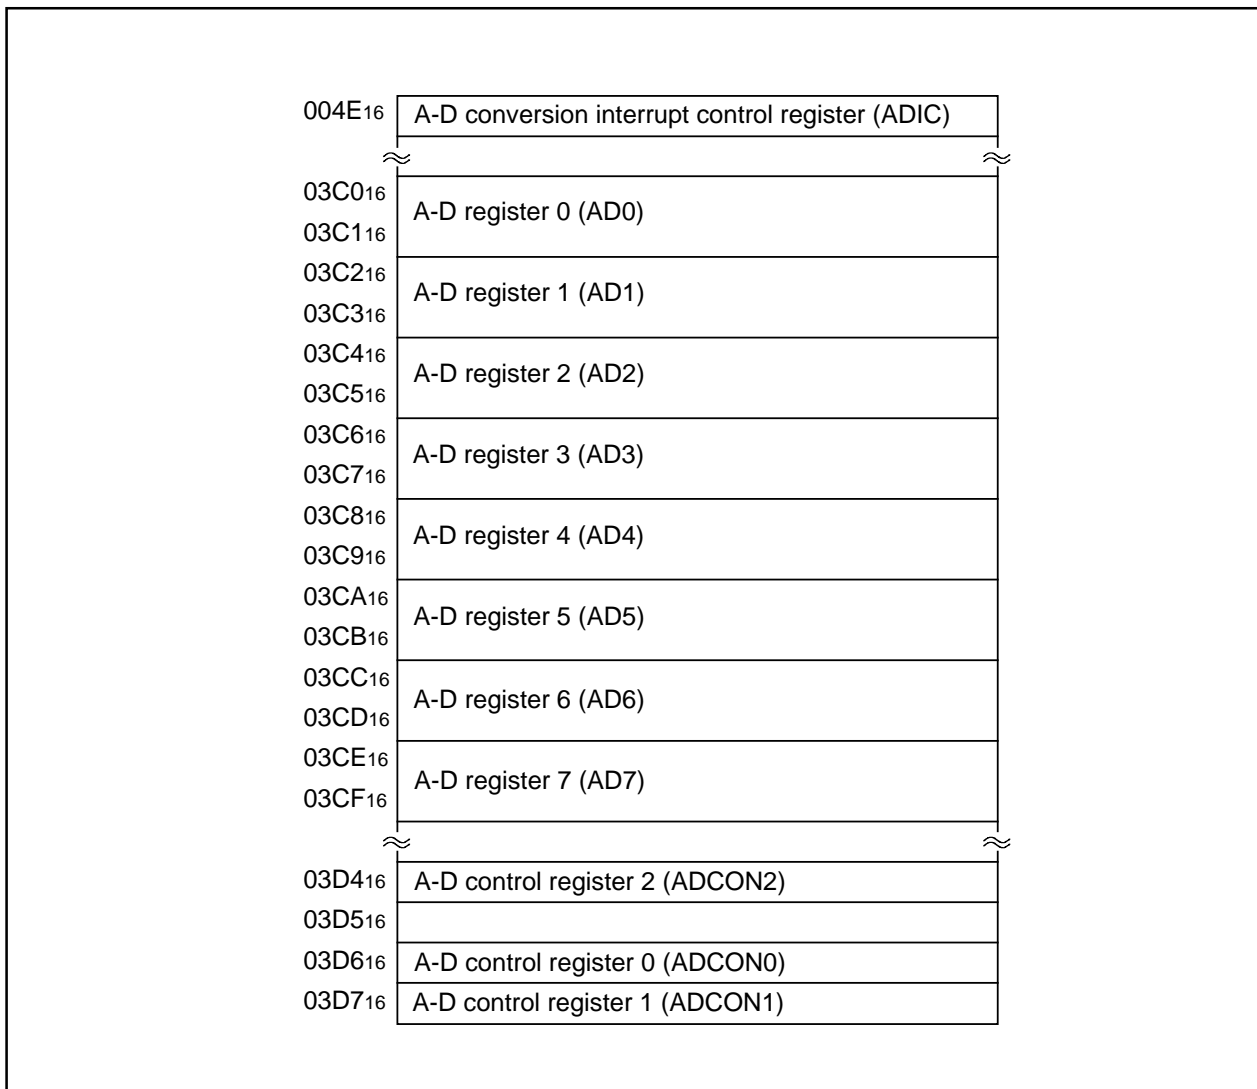 004E16 A-D conversion interrupt control register (ADIC)
03C016
A-D register 0 (AD0)
03C116
03C216
A-D register 1 (AD1)
03C316
03C416
A-D register 2 (AD2)
03C516
03C616
A-D register 3 (AD3)
03C716
03C816
A-D register 4 (AD4)
03C916
03CA16
A-D register 5 (AD5)
03CB16
03CC16
A-D register 6 (AD6)
03CD16
03CE16
A-D register 7 (AD7)
03CF16
03D416 A-D control register 2 (ADCON2)
03D516
03D616 A-D control register 0 (ADCON0)
03D716 A-D control register 1 (ADCON1)